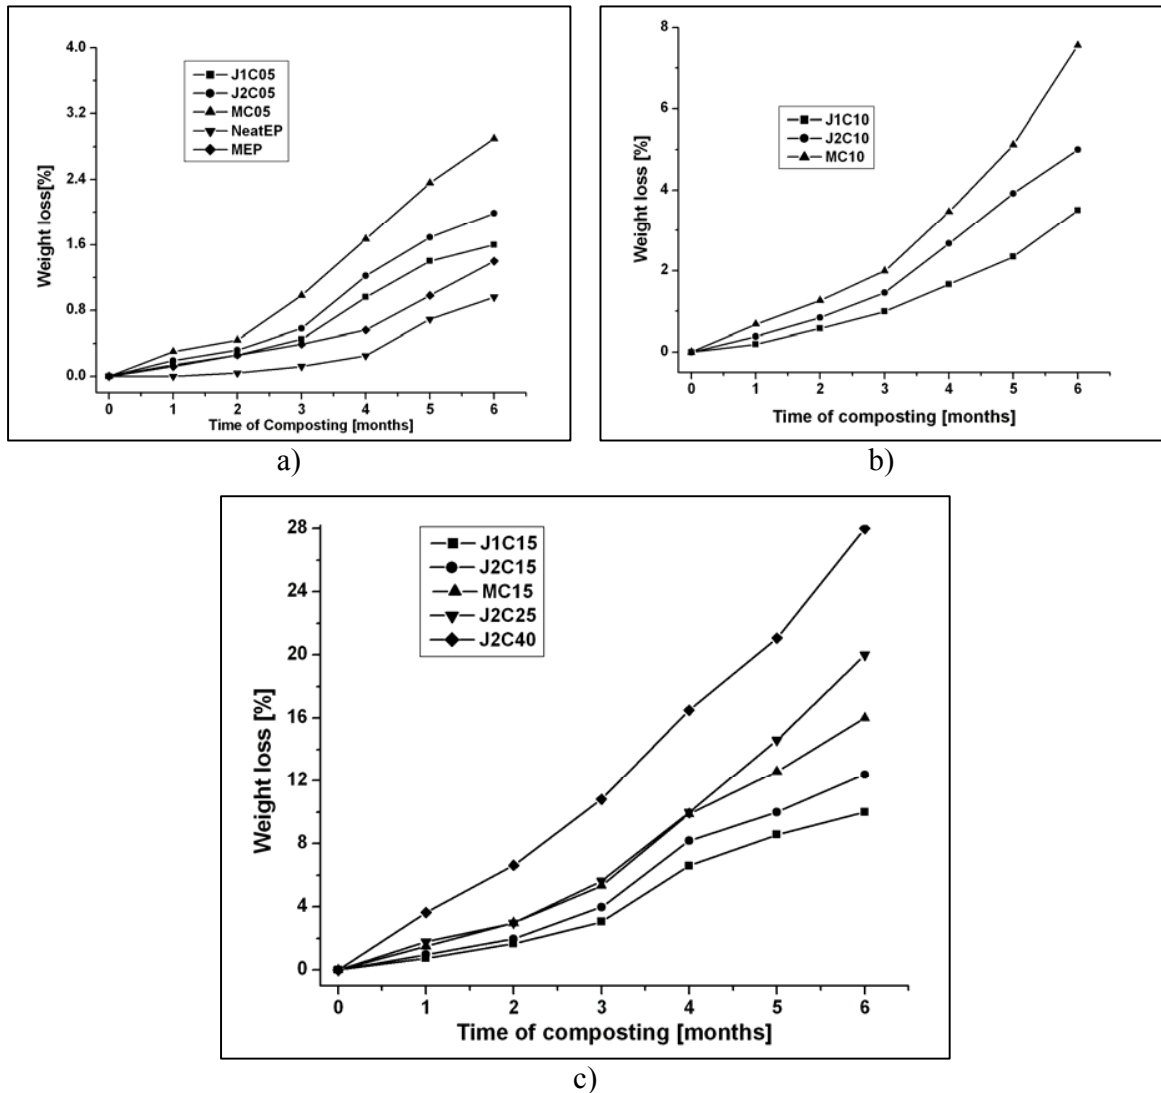 4.0
3.2
2.4
1.6
0.8
0.0
Weight loss[%]
J1C05
J2C05
MC05
NeatEP
MEP
0 1 2 3 4 5 6
Time of Composting [months]
a)
8
6
4
2
0
Weight loss [%]
J1C10
J2C10
MC10
0 1 2 3 4 5 6
Time of composting [months]
b)
28
24
20
16
12
8
4
0
Weight loss [%]
J1C15
J2C15
MC15
J2C25
J2C40
0 1 2 3 4 5 6
Time of composting [months]
c)